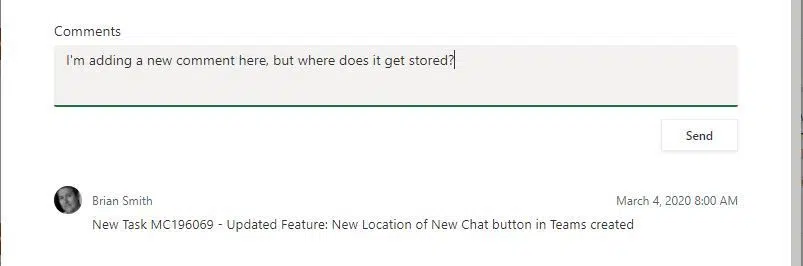 Comments
I'm adding a new comment here, but where does it get stored?
Send
Brian Smith
March 4, 2020 8:00 AM
New Task MC196069 - Updated Feature: New Location of New Chat button in Teams created